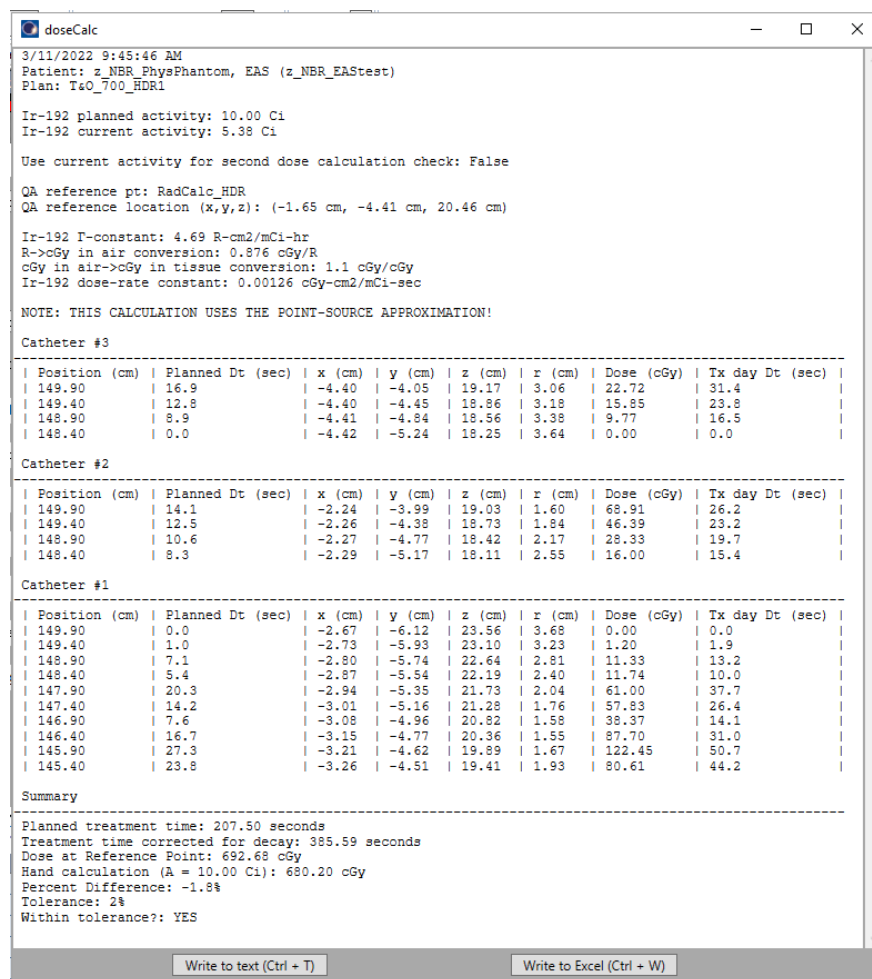 doseCalc
3/11/2022 9:45:46 AM
Patient: z_NBR_PhysPhantom, EAS (z_NBR_EAStest)
Plan: T&O_700_HDR1
Ir-192 planned activity: 10.00 Ci
Ir-192 current activity: 5.38 Ci
Use current activity for second dose calculation check: False
QA reference pt: RadCalc_HDR
QA reference location (x,y,z): (-1.65 cm, -4.41 cm, 20.46 cm)
Ir-192 Γ-constant: 4.69 R-cm2/mCi-hr
R->cGy in air conversion: 0.876 cGy/R
cGy in air->cGy in tissue conversion: 1.1 cGy/cGy
Ir-192 dose-rate constant: 0.00126 cGy-cm2/mCi-sec
NOTE: THIS CALCULATION USES THE POINT-SOURCE APPROXIMATION!
Catheter #3
| Position (cm) | Planned Dt (sec) | x (cm) | y (cm) | z (cm) | r (cm) | Dose (cGy) | Tx day Dt (sec) |
| 149.90 | 16.9 | -4.40 | -4.05 | 19.17 | 3.06 | 22.72 | 31.4 |
| 149.40 | 12.8 | -4.40 | -4.45 | 18.86 | 3.18 | 15.85 | 23.8 |
| 148.90 | 8.9 | -4.41 | -4.84 | 18.56 | 3.38 | 9.77 | 16.5 |
| 148.40 | 0.0 | -4.42 | -5.24 | 18.25 | 3.64 | 0.00 | 0.0 |
Catheter #2
| Position (cm) | Planned Dt (sec) | x (cm) | y (cm) | z (cm) | r (cm) | Dose (cGy) | Tx day Dt (sec) |
| 149.90 | 14.1 | -2.24 | -3.99 | 19.03 | 1.60 | 68.91 | 26.2 |
| 149.40 | 12.5 | -2.26 | -4.38 | 18.73 | 1.84 | 46.39 | 23.2 |
| 148.90 | 10.6 | -2.27 | -4.77 | 18.42 | 2.17 | 28.33 | 19.7 |
| 148.40 | 8.3 | -2.29 | -5.17 | 18.11 | 2.55 | 16.00 | 15.4 |
Catheter #1
| Position (cm) | Planned Dt (sec) | x (cm) | y (cm) | z (cm) | r (cm) | Dose (cGy) | Tx day Dt (sec) |
| 149.90 | 0.0 | -2.67 | -6.12 | 23.56 | 3.68 | 0.00 | 0.0 |
| 149.40 | 1.0 | -2.73 | -5.93 | 23.10 | 3.23 | 1.20 | 1.9 |
| 148.90 | 7.1 | -2.80 | -5.74 | 22.64 | 2.81 | 11.33 | 13.2 |
| 148.40 | 5.4 | -2.87 | -5.54 | 22.19 | 2.40 | 11.74 | 10.0 |
| 147.90 | 20.3 | -2.94 | -5.35 | 21.73 | 2.04 | 61.00 | 37.7 |
| 147.40 | 14.2 | -3.01 | -5.16 | 21.28 | 1.76 | 57.83 | 26.4 |
| 146.90 | 7.6 | -3.08 | -4.96 | 20.82 | 1.58 | 38.37 | 14.1 |
| 146.40 | 16.7 | -3.15 | -4.77 | 20.36 | 1.55 | 87.70 | 31.0 |
| 145.90 | 27.3 | -3.21 | -4.62 | 19.89 | 1.67 | 122.45 | 50.7 |
| 145.40 | 23.8 | -3.26 | -4.51 | 19.41 | 1.93 | 80.61 | 44.2 |
Summary
Planned treatment time: 207.50 seconds
Treatment time corrected for decay: 385.59 seconds
Dose at Reference Point: 692.68 cGy
Hand calculation (A = 10.00 Ci): 680.20 cGy
Percent Difference: -1.8%
Tolerance: 2%
Within tolerance?: YES
Write to text (Ctrl + T)
Write to Excel (Ctrl + W)